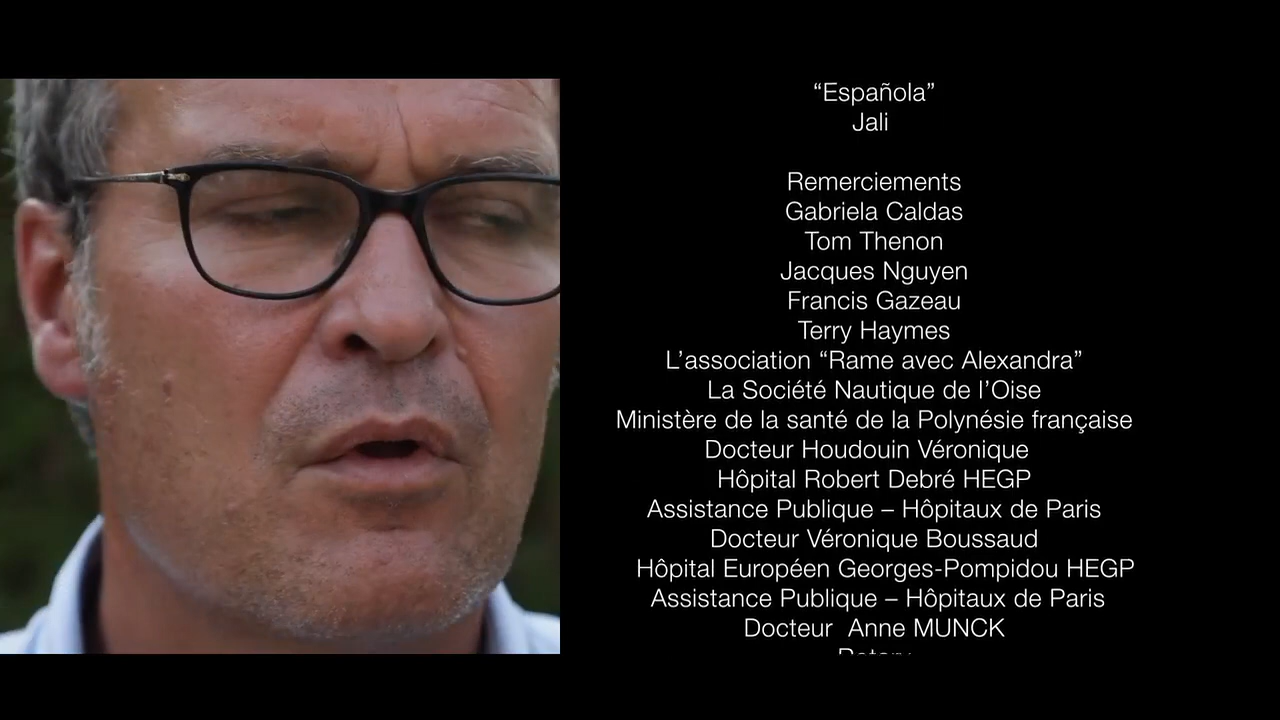 “Española”
Jali
Remerciements
Gabriela Caldas
Tom Thenon
Jacques Nguyen
Francis Gazeau
Terry Haymes
L’association “Rame avec Alexandra”
La Société Nautique de l’Oise
Ministère de la santé de la Polynésie française
Docteur Houdouin Véronique
Hôpital Robert Debré HEGP
Assistance Publique – Hôpitaux de Paris
Docteur Véronique Boussaud
Hôpital Européen Georges-Pompidou HEGP
Assistance Publique – Hôpitaux de Paris
Docteur  Anne MUNCK